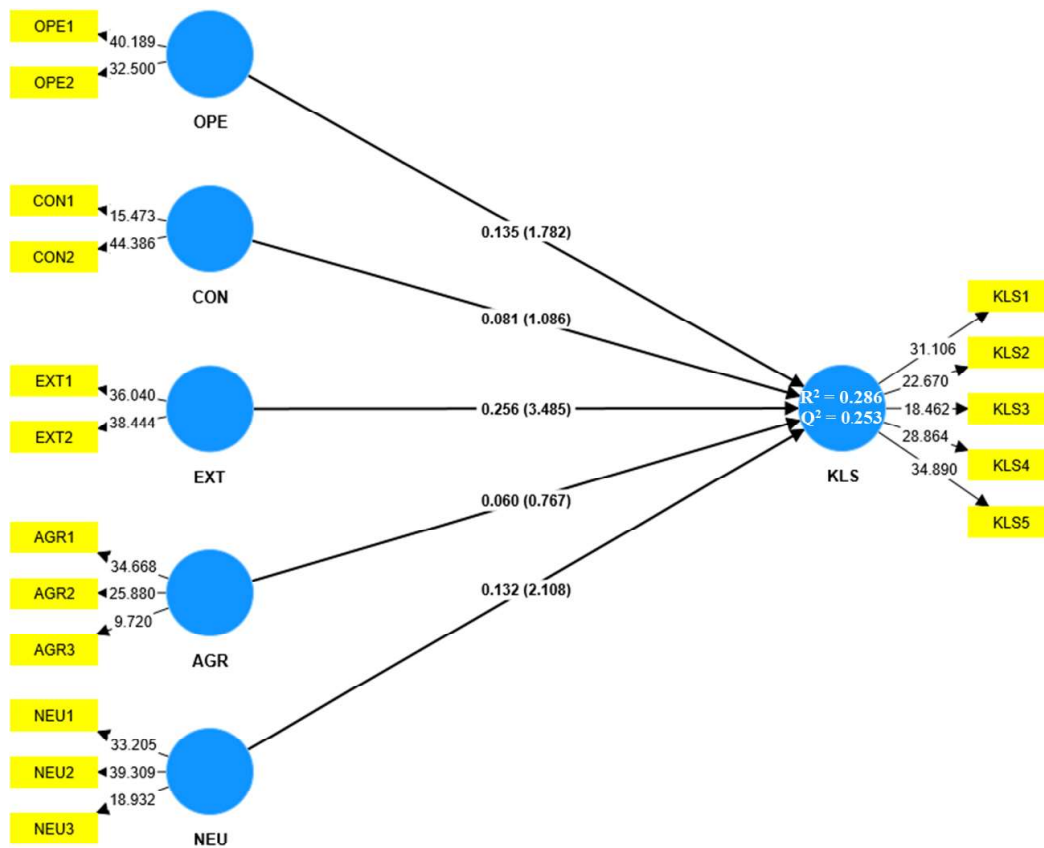 OPE1
40.189
OPE2
32.500
OPE
CON1
15.473
CON2
44.386
CON
EXT1
36.040
EXT2
38.444
EXT
AGR1
34.668
AGR2
25.880
AGR3
9.720
AGR
NEU1
33.205
NEU2
39.309
NEU3
18.932
NEU
0.135 (1.782)
0.081 (1.086)
0.256 (3.485)
0.060 (0.767)
0.132 (2.108)
R² = 0.286
Q² = 0.253
KLS
31.106
KLS1
22.670
KLS2
18.462
KLS3
28.864
KLS4
34.890
KLS5